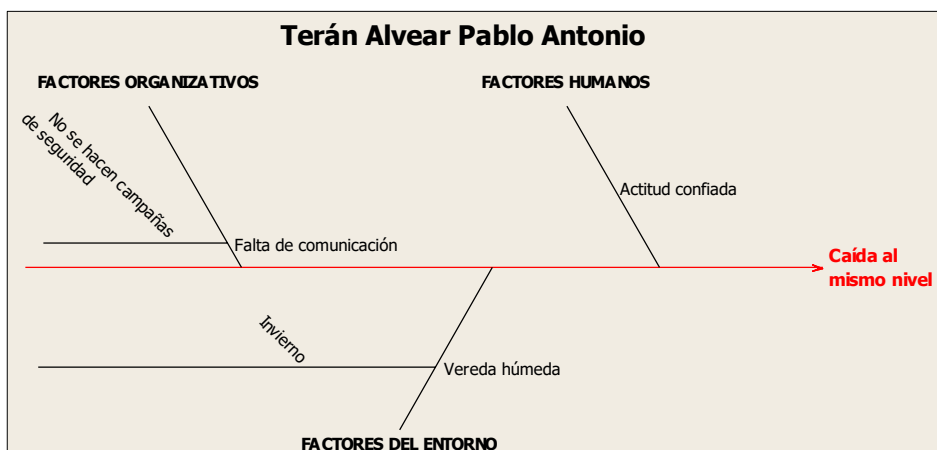 Terán Alvear Pablo Antonio
FACTORES ORGANIZATIVOS
FACTORES HUMANOS
No se hacen campañas
de seguridad
Actitud confiada
Falta de comunicación
Caída al
mismo nivel
Invierno
Vereda húmeda
FACTORES DEL ENTORNO